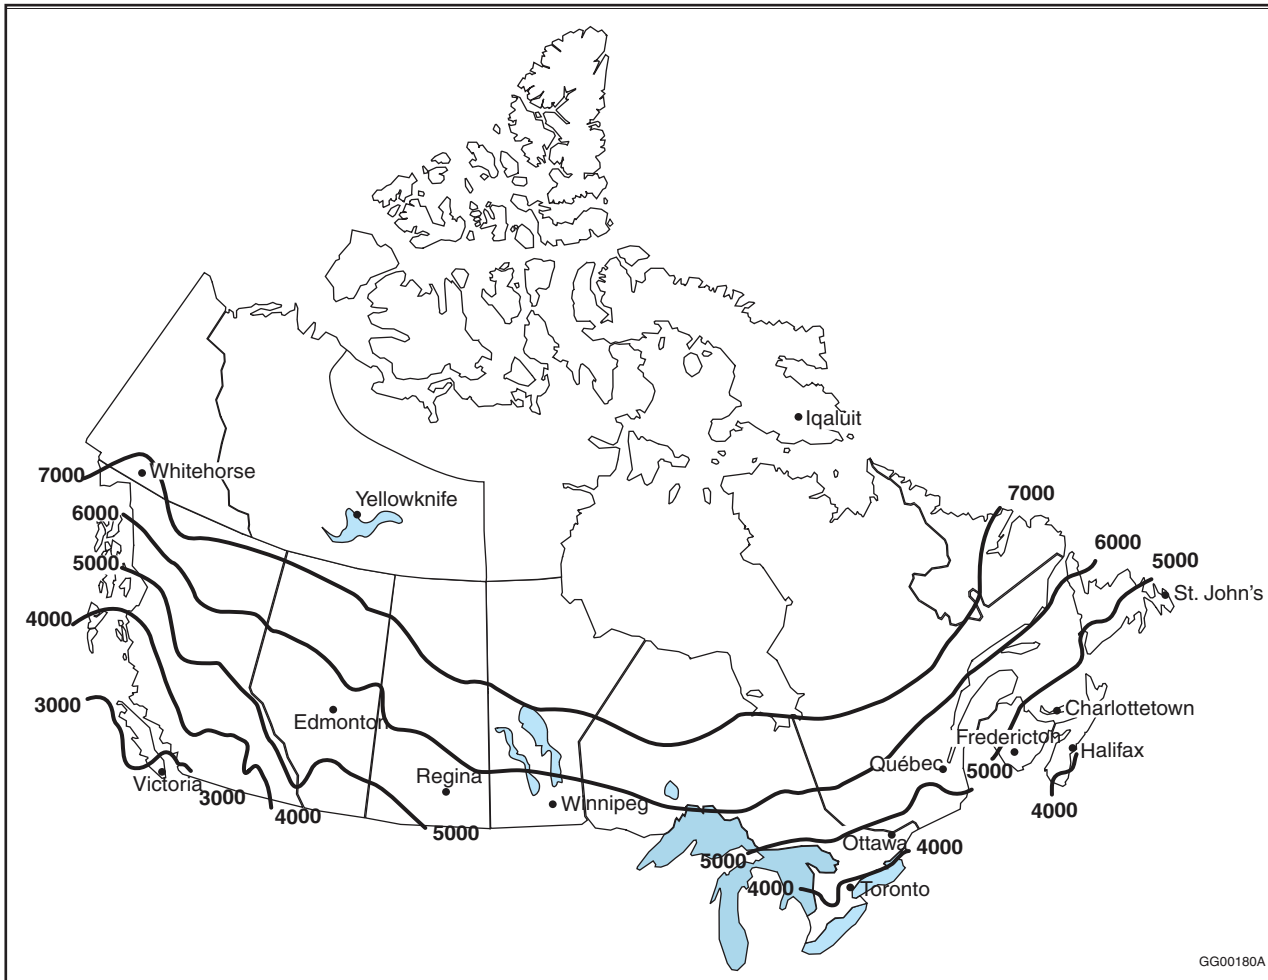 Iqaluit
7000
Whitehorse
Yellowknife
7000
6000
6000
5000
5000
St. John's
4000
3000
Charlottetown
Edmonton
Fredericton
Halifax
Québec
5000
Regina
Victoria
3000
Winnipeg
4000
4000
5000
Ottawa
4000
5000
4000
Toronto
GG00180A